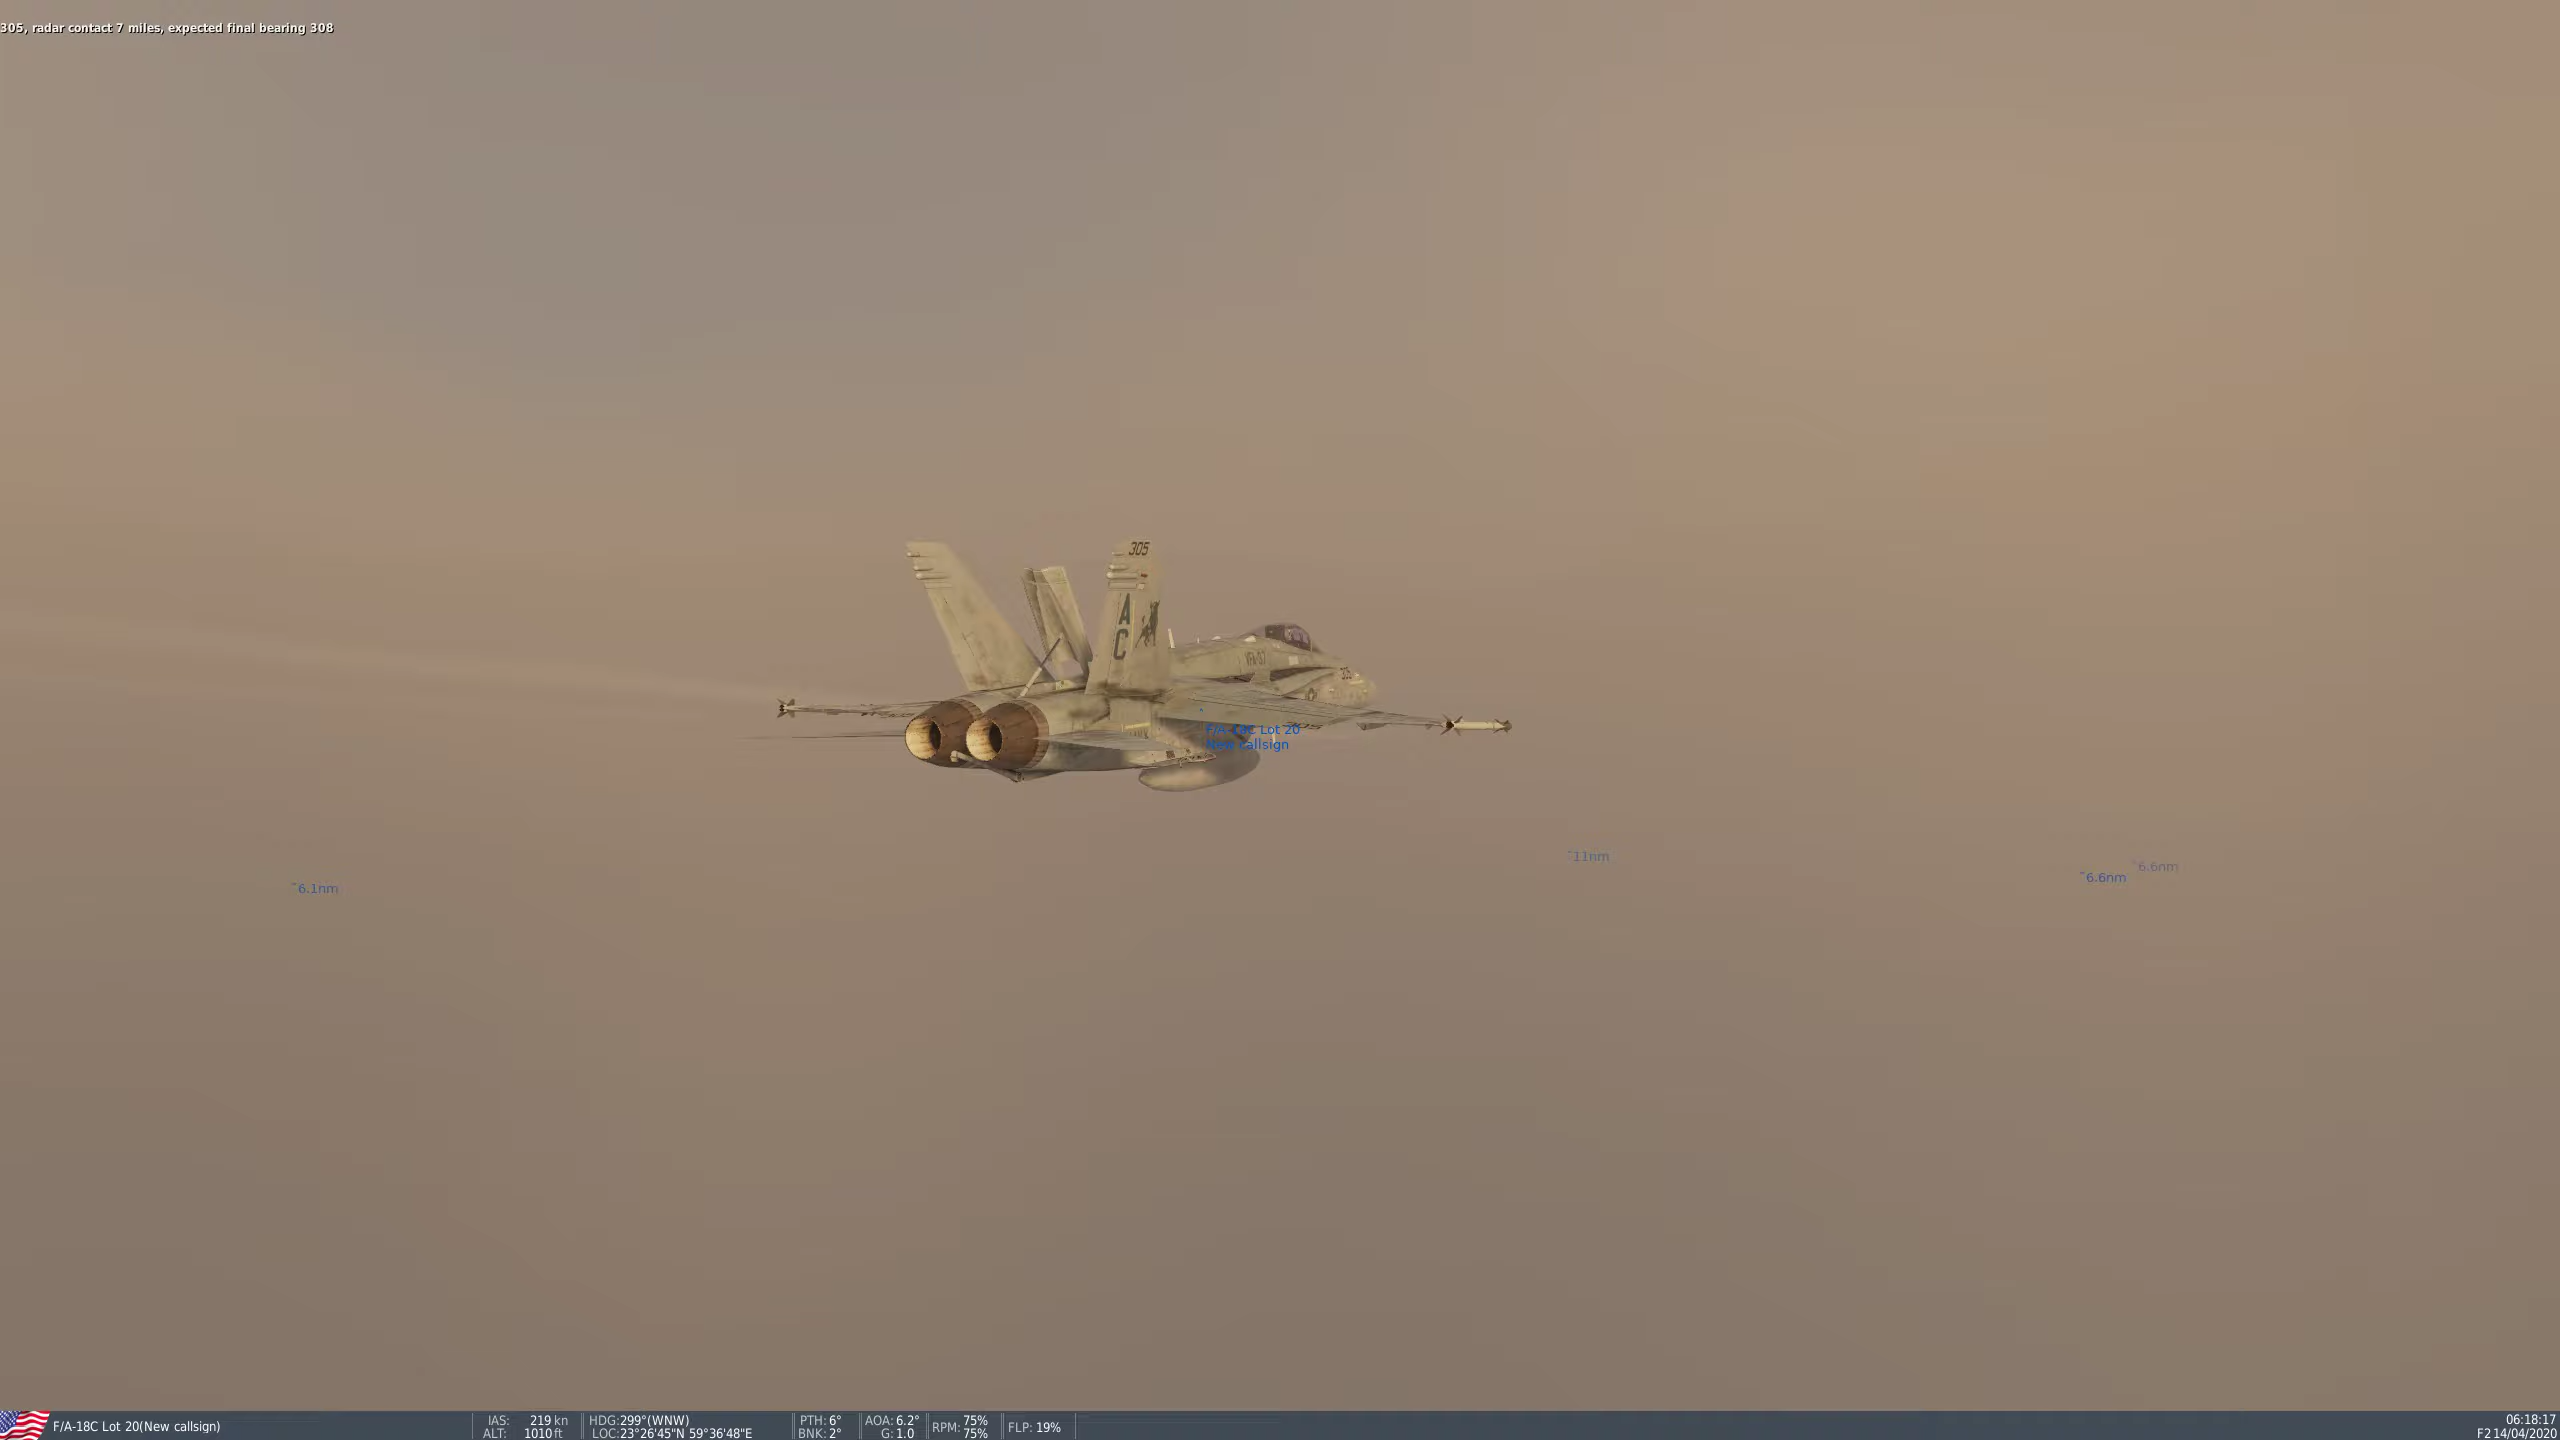 305, radar contact 7 miles, expected final bearing 308
305
A
C
VFA-37
305
F/A-18C Lot 20
New callsign
~11nm
~6.6nm
~6.6nm
~6.1nm
F/A-18C Lot 20(New callsign)
IAS: 219 kn
ALT: 1010 ft
HDG:299°(WNW)
LOC:23°26'45"N 59°36'48"E
PTH: 6°
BNK: 2°
AOA: 6.2°
G: 1.0
RPM: 75%
75%
FLP: 19%
06:18:17
F2 14/04/2020